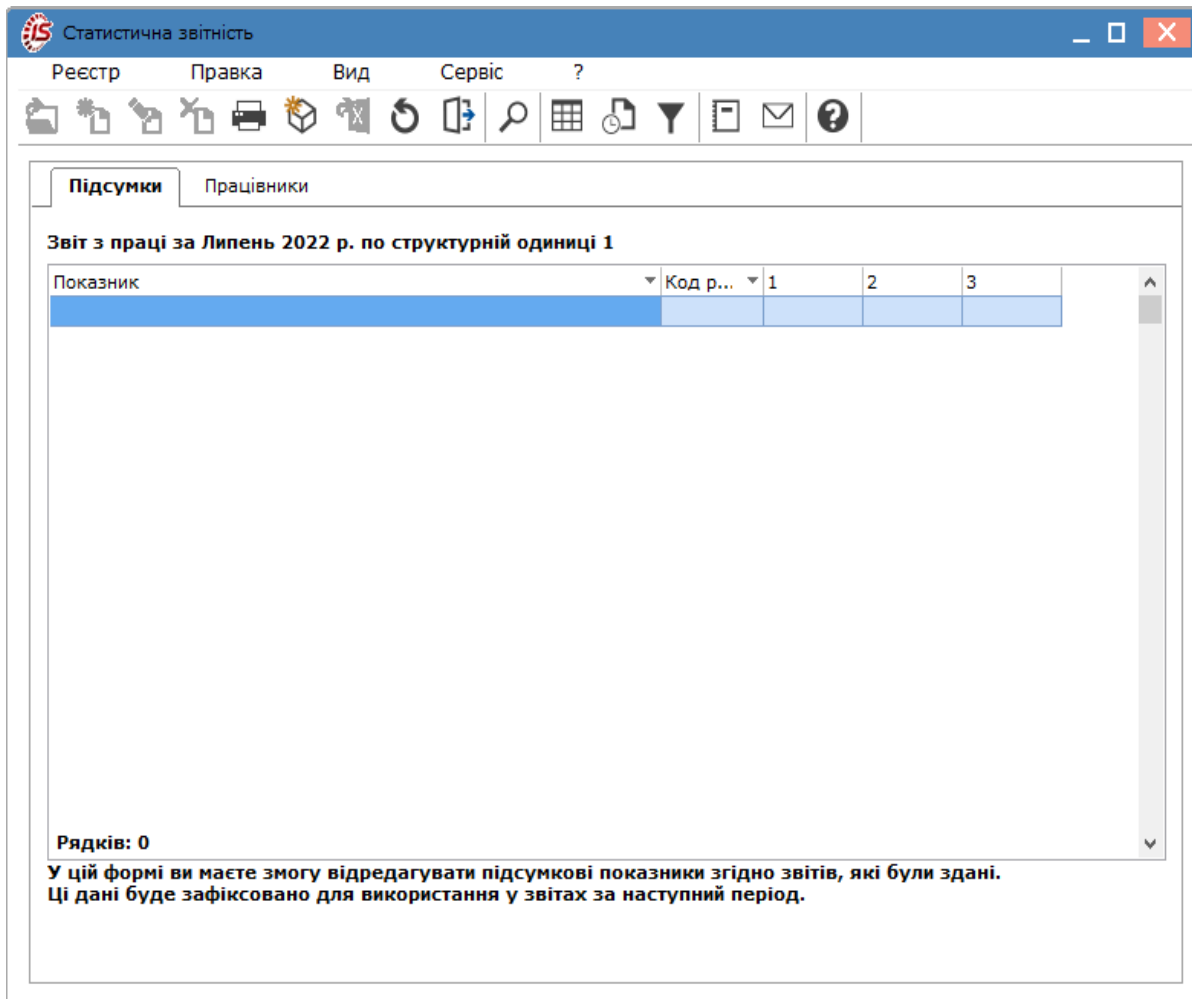 Статистична звітність
Реєстр Правка Вид Сервіс ?
Підсумки Працівники
Звіт з праці за Липень 2022 р. по структурній одиниці 1
Показник Код р... 1 2 3
Рядків: 0
У цій формі ви маєте змогу відредагувати підсумкові показники згідно звітів, які були здані.
Ці дані буде зафіксовано для використання у звітах за наступний період.